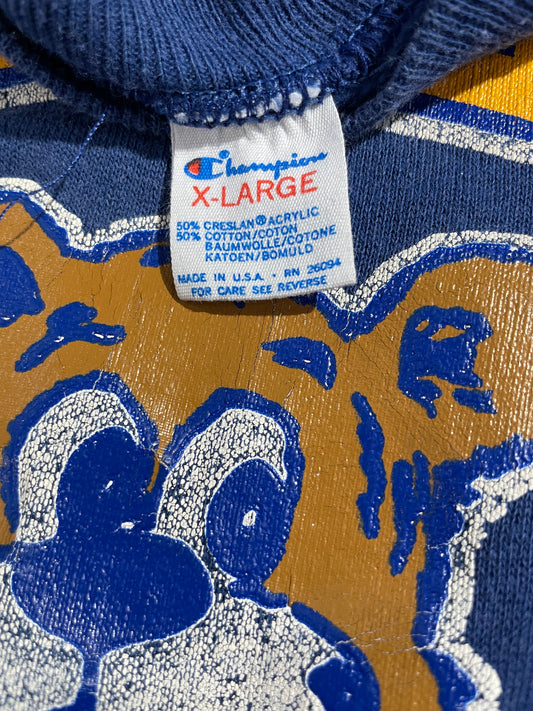 Champion
X-LARGE
50% CRESLAN® ACRYLIC
50% COTTON/COTON
BAUMWOLLE/COTONE
KATOEN/BOMULD
MADE IN U.S.A. - RN 26094
FOR CARE SEE REVERSE